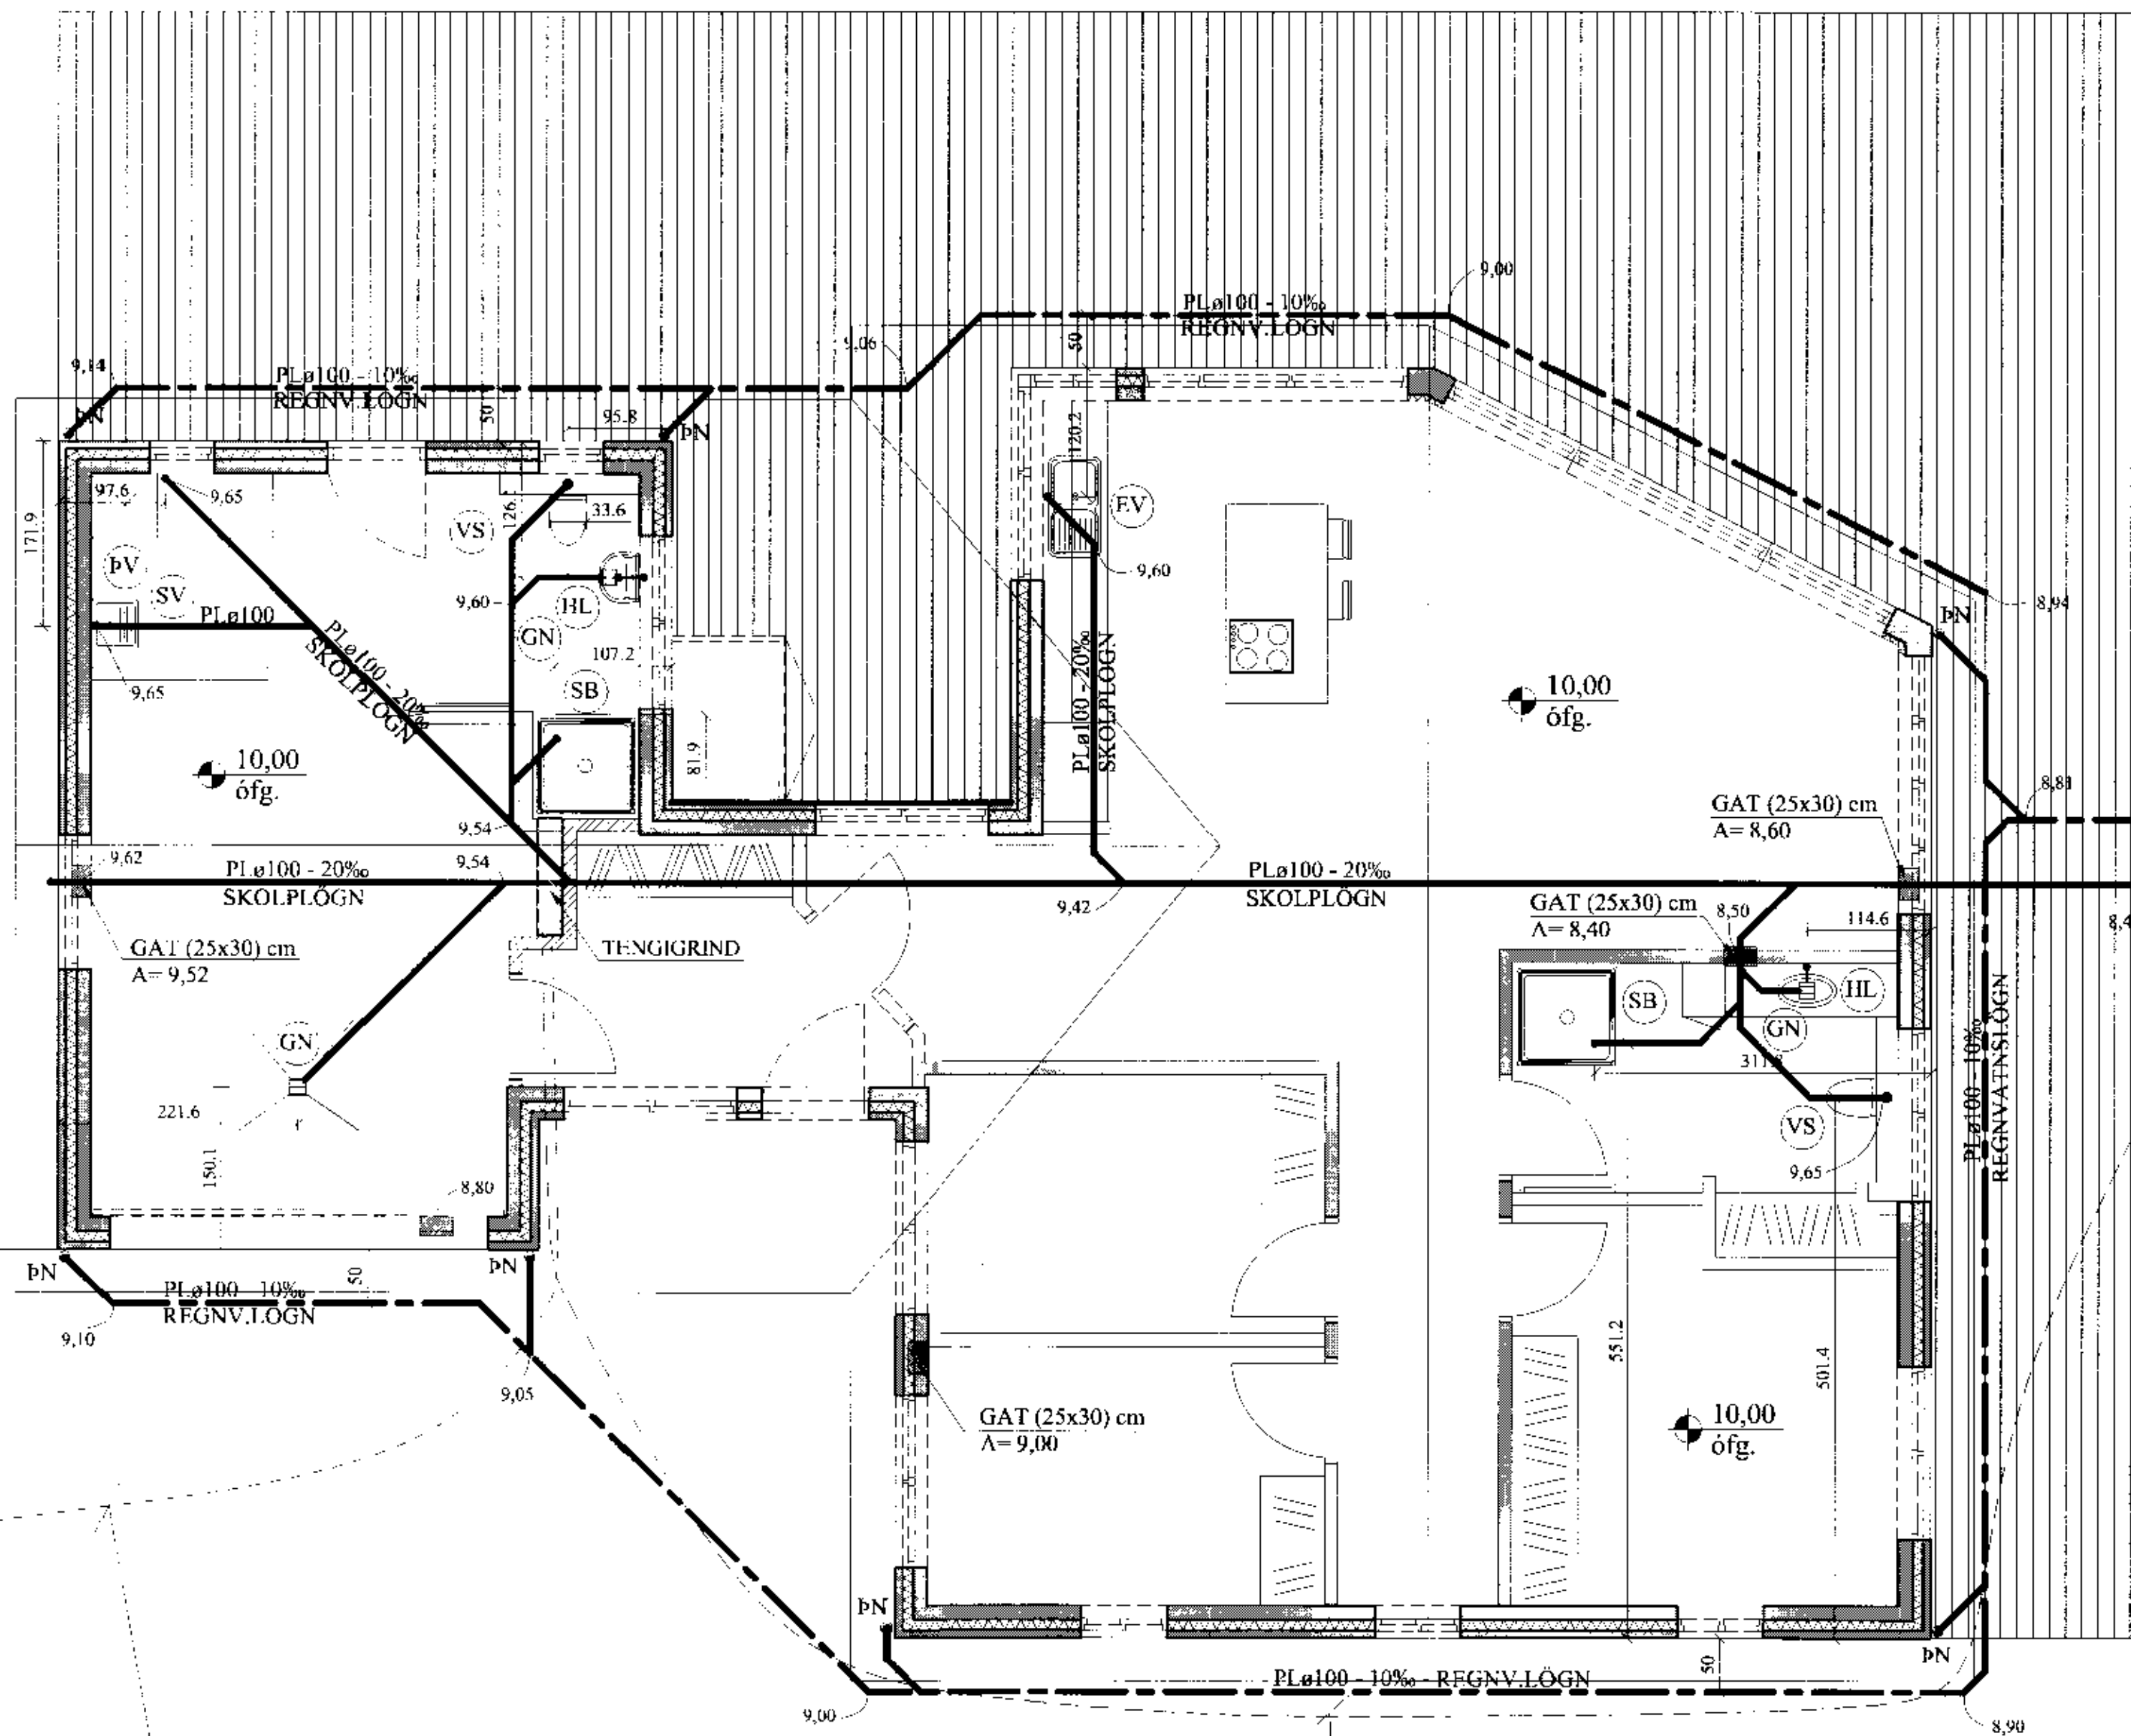 9,00
PLø100 - 10‰
REGNV.LÖGN
50
9,06
9,14
PLø100 - 10‰
REGNV.LÖGN
50
95.8
ÞN
ÞN
120.2
97.6
9,65
171.9
VS
33.6
EV
9,60
ÞV
SV
PLø100
9,60
HL
GN
107.2
8,94
ÞN
PLø100 - 20‰
SKOLPLÖGN
9,65
SB
PLø100 - 20‰
SKOLPLÖGN
10,00
ófg.
81.9
10,00
ófg.
8,81
GAT (25x30) cm
A= 8,60
9,54
9,62
PLø100 - 20‰
SKOLPLÖGN
9,54
PLø100 - 20‰
SKOLPLÖGN
9,42
GAT (25x30) cm
A= 8,40
8,50
114.6
GAT (25x30) cm
A= 9,52
TENGIGRIND
SB
HL
GN
GN
PLø100 - 10‰
REGNVATNSLÖGN
221.6
150.1
VS
9,65
8,80
ÞN
ÞN
50
PLø100 - 10‰
REGNV.LÖGN
9,10
9,05
551.2
501.4
GAT (25x30) cm
A= 9,00
10,00
ófg.
ÞN
ÞN
50
PLø100 - 10‰ - REGNV.LÖGN
9,00
8,90